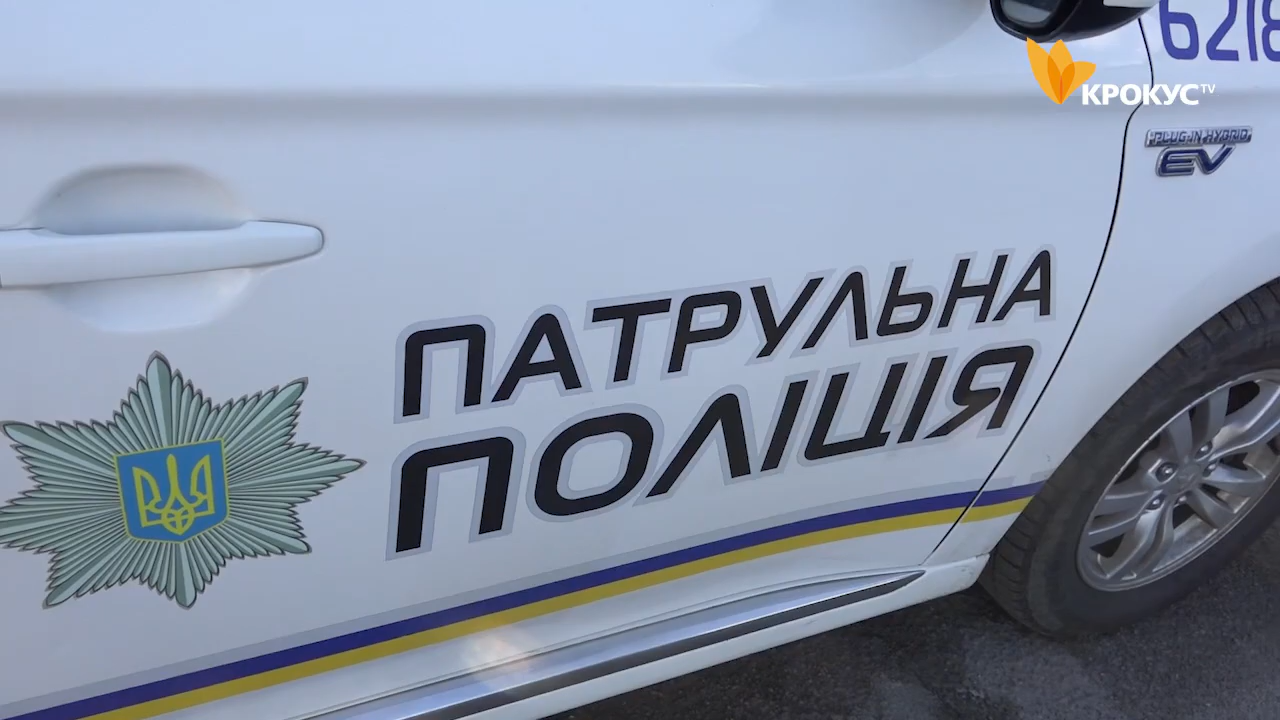 6218
КРОКУС TV
PLUG-IN HYBRID
EV
ПАТРУЛЬНА
ПОЛІЦІЯ